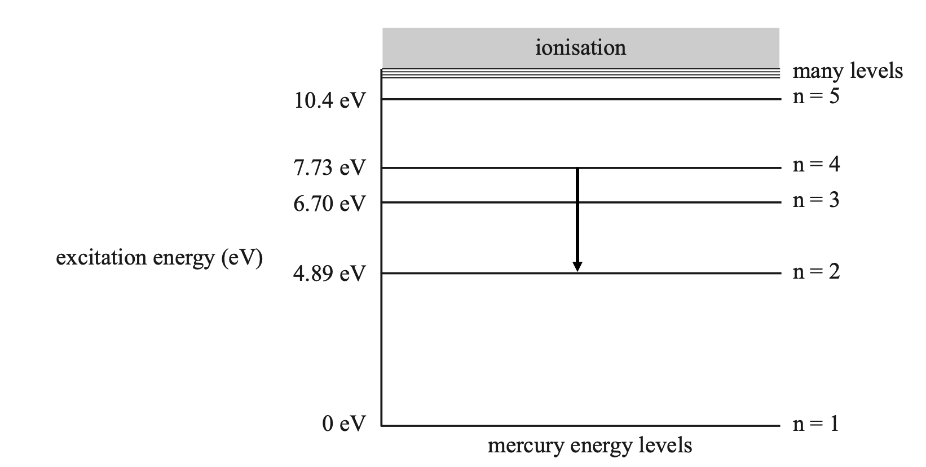 ionisation
many levels
10.4 eV
n = 5
7.73 eV
n = 4
6.70 eV
n = 3
excitation energy (eV)
4.89 eV
n = 2
0 eV
n = 1
mercury energy levels